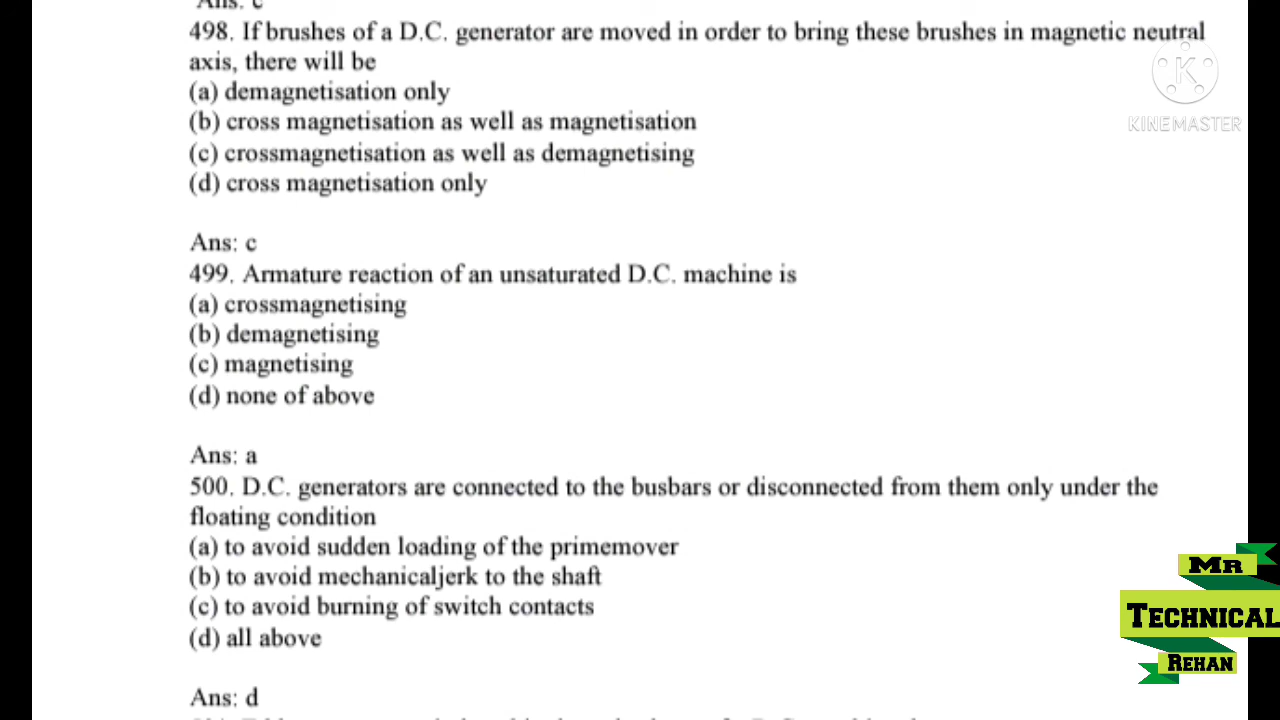 Ans: c
498. If brushes of a D.C. generator are moved in order to bring these brushes in magnetic neutral
axis, there will be
(a) demagnetisation only
(b) cross magnetisation as well as magnetisation
(c) crossmagnetisation as well as demagnetising
(d) cross magnetisation only
K
KINEMASTER
Ans: c
499. Armature reaction of an unsaturated D.C. machine is
(a) crossmagnetising
(b) demagnetising
(c) magnetising
(d) none of above
Ans: a
500. D.C. generators are connected to the busbars or disconnected from them only under the
floating condition
(a) to avoid sudden loading of the primemover
(b) to avoid mechanicaljerk to the shaft
(c) to avoid burning of switch contacts
(d) all above
Ans: d
MR
TECHNICAL
REHAN